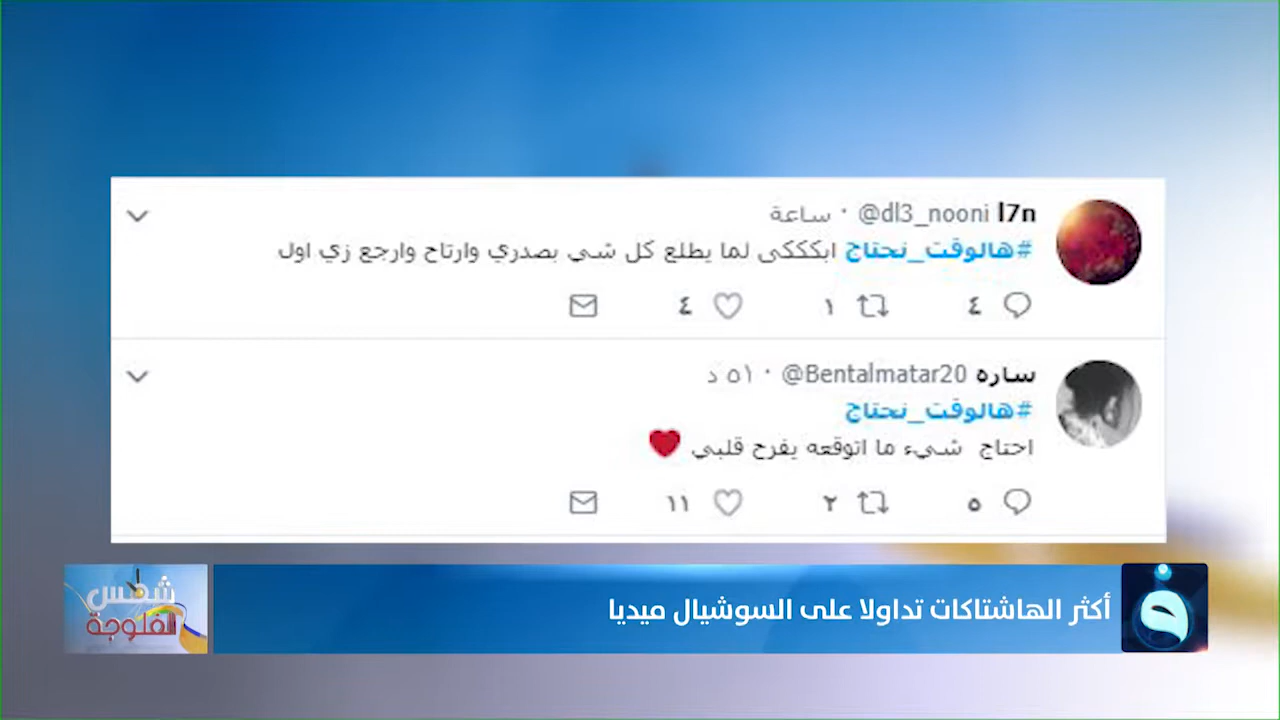 l7n @dl3_nooni · ساعة
#هالوقت_نحتاج ابكككى لما يطلع كل شي بصدري وارتاح وارجع زي اول
٤ ١ ٤
ساره @Bentalmatar20 · ٥١ د
#هالوقت_نحتاج
احتاج شيء ما اتوقعه يفرح قلبي ❤
٥ ٢ ١١
أكثر الهاشتاكات تداولا على السوشيال ميديا
شمس
الفلوجة